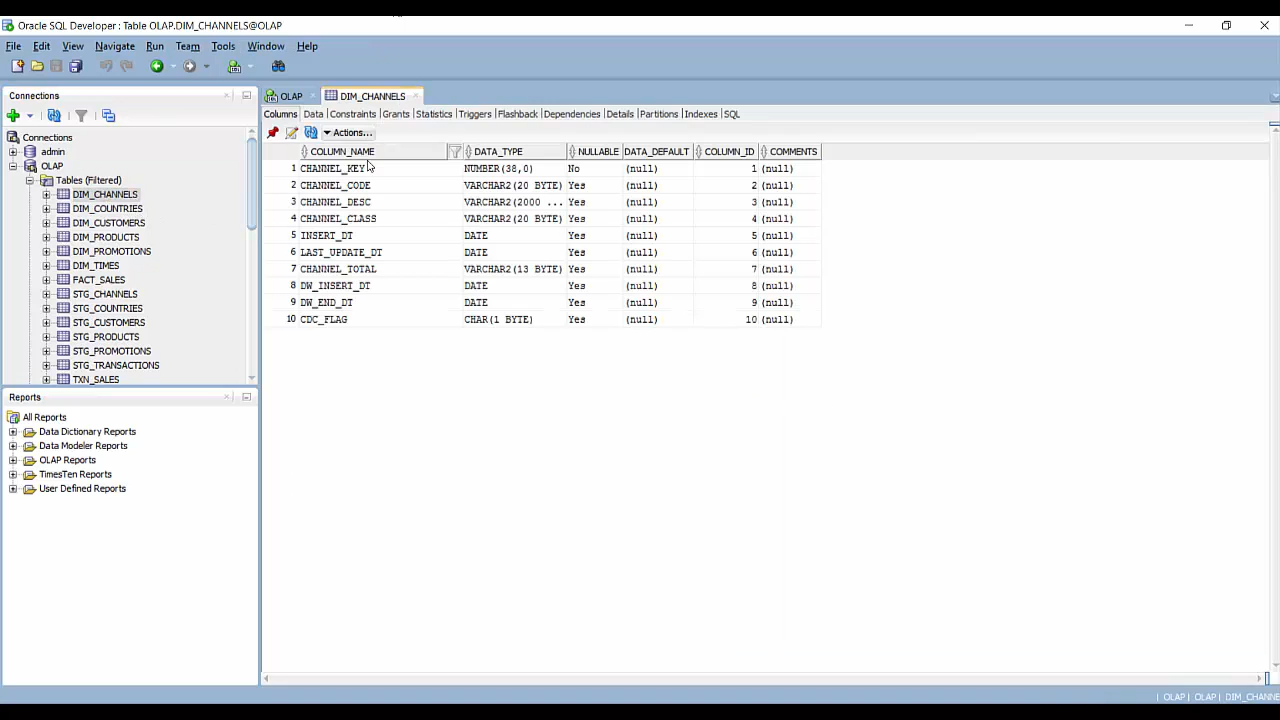 Oracle SQL Developer : Table OLAP.DIM_CHANNELS@OLAP
File Edit View Navigate Run Team Tools Window Help
Connections
Connections
admin
OLAP
Tables (Filtered)
DIM_CHANNELS
DIM_COUNTRIES
DIM_CUSTOMERS
DIM_PRODUCTS
DIM_PROMOTIONS
DIM_TIMES
FACT_SALES
STG_CHANNELS
STG_COUNTRIES
STG_CUSTOMERS
STG_PRODUCTS
STG_PROMOTIONS
STG_TRANSACTIONS
TXN_SALES
Reports
All Reports
Data Dictionary Reports
Data Modeler Reports
OLAP Reports
TimesTen Reports
User Defined Reports
OLAP DIM_CHANNELS
Columns Data Constraints Grants Statistics Triggers Flashback Dependencies Details Partitions Indexes SQL
Actions...
COLUMN_NAME DATA_TYPE NULLABLE DATA_DEFAULT COLUMN_ID COMMENTS
1 CHANNEL_KEY NUMBER(38,0) No (null) 1 (null)
2 CHANNEL_CODE VARCHAR2(20 BYTE) Yes (null) 2 (null)
3 CHANNEL_DESC VARCHAR2(2000 ... Yes (null) 3 (null)
4 CHANNEL_CLASS VARCHAR2(20 BYTE) Yes (null) 4 (null)
5 INSERT_DT DATE Yes (null) 5 (null)
6 LAST_UPDATE_DT DATE Yes (null) 6 (null)
7 CHANNEL_TOTAL VARCHAR2(13 BYTE) Yes (null) 7 (null)
8 DW_INSERT_DT DATE Yes (null) 8 (null)
9 DW_END_DT DATE Yes (null) 9 (null)
10 CDC_FLAG CHAR(1 BYTE) Yes (null) 10 (null)
OLAP | OLAP | DIM_CHANNE